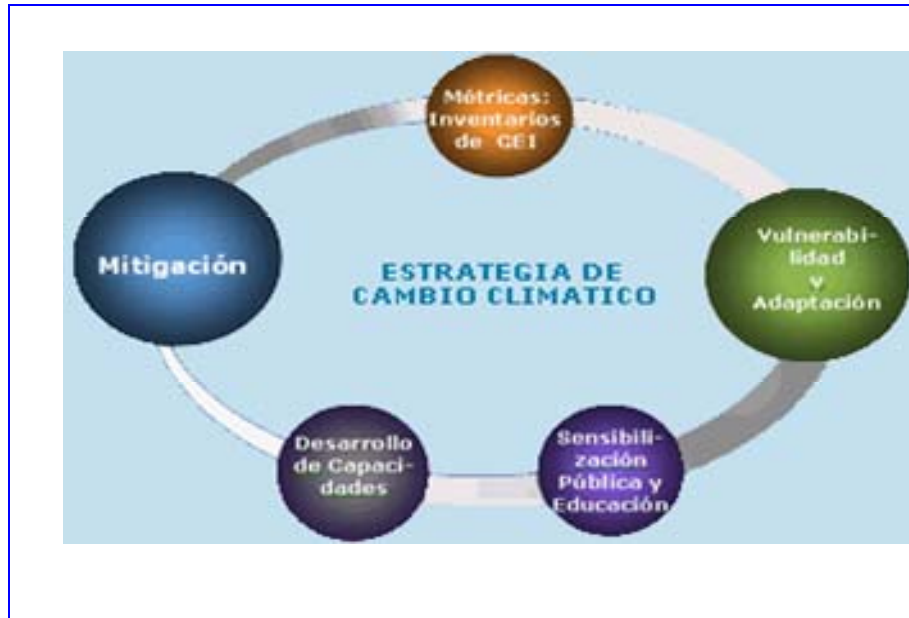 Métricas:
Inventarios
de GEI
Vulnerabi-
lidad
y
Adaptación
Mitigación
ESTRATEGIA DE
CAMBIO CLIMATICO
Desarrollo
de Capaci-
dades
Sensibili-
zación
Pública y
Educación